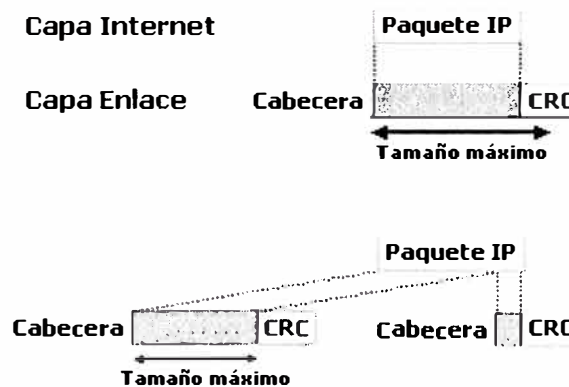 Capa Internet Paquete IP
Capa Enlace Cabecera CRC
Tamaño máximo
Paquete IP
Cabecera CRC Cabecera CRC
Tamaño máximo